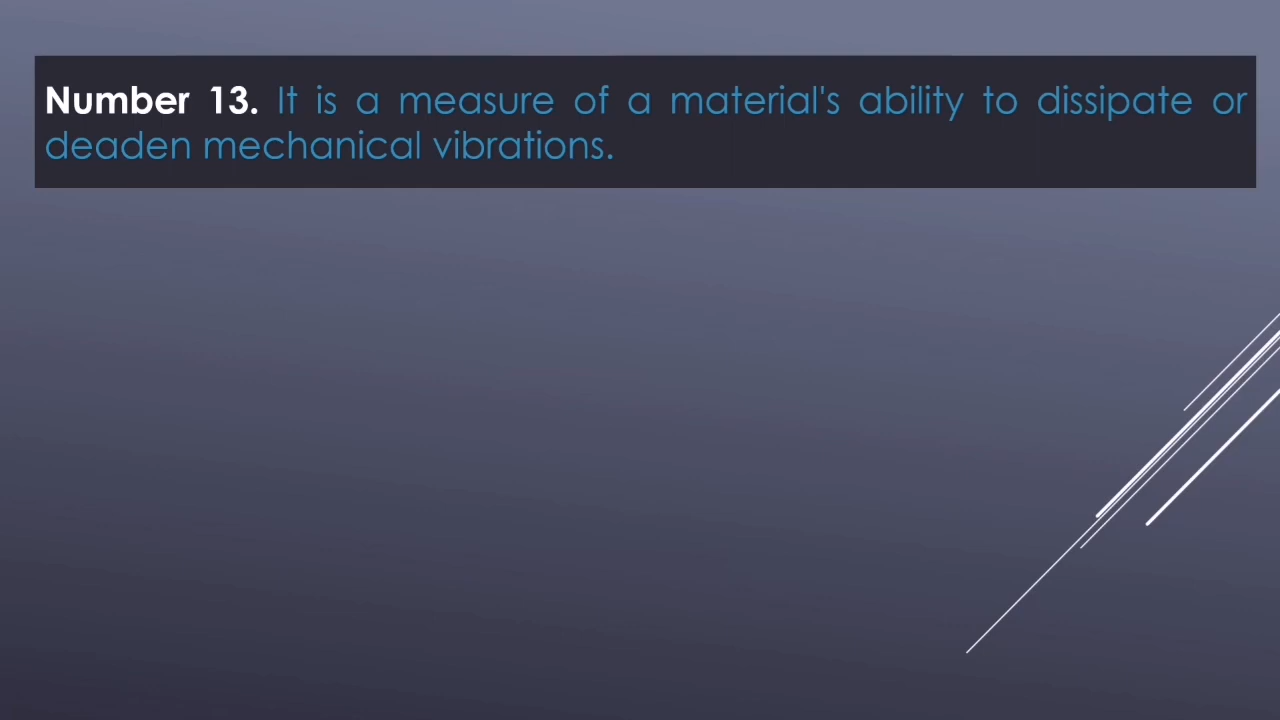 Number 13. It is a measure of a material's ability to dissipate or
deaden mechanical vibrations.